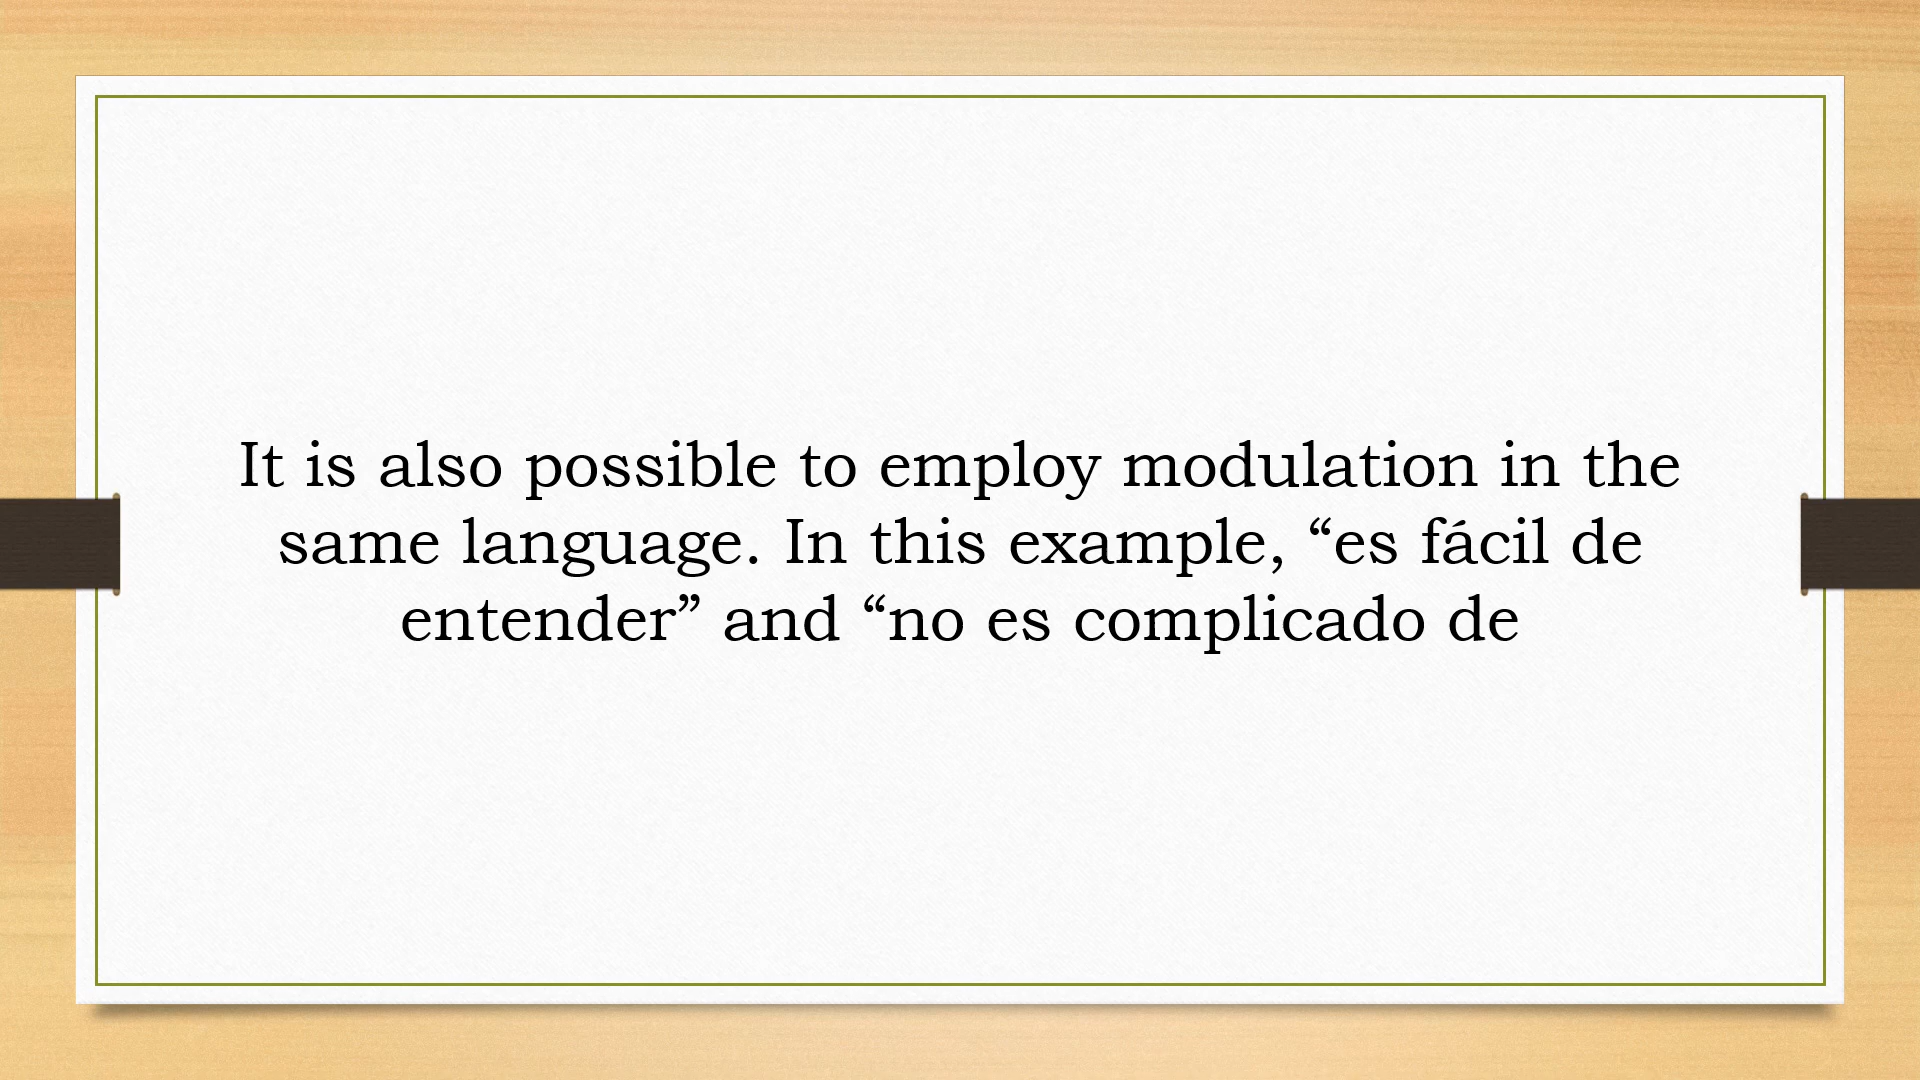 It is also possible to employ modulation in the
same language. In this example, “es fácil de
entender” and “no es complicado de